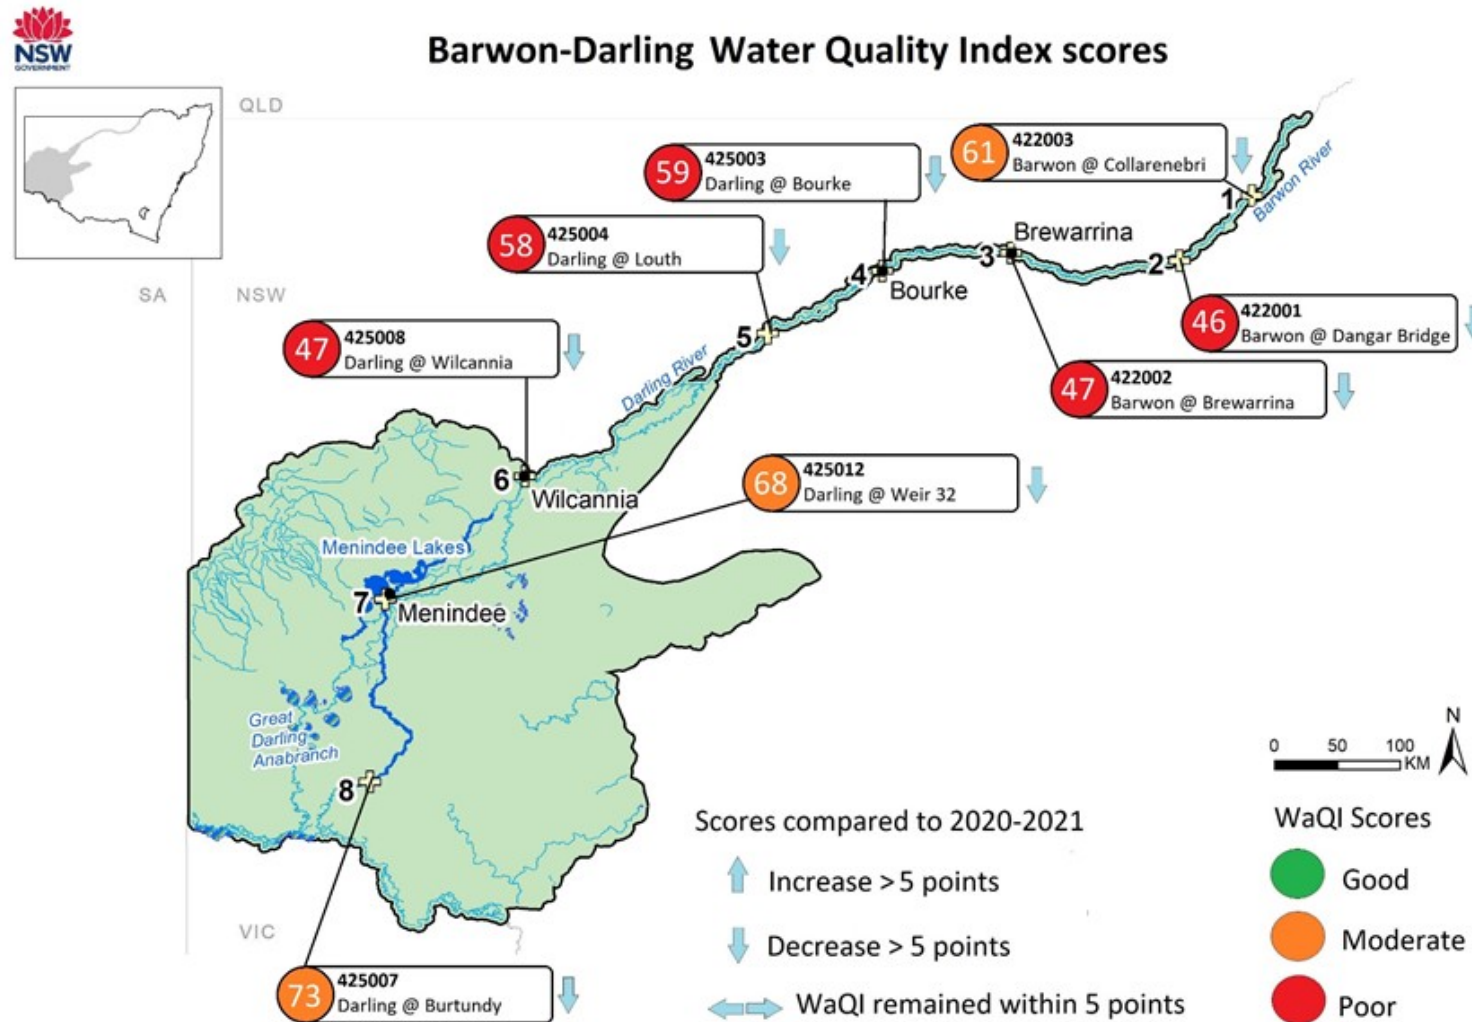 NSW
GOVERNMENT
Barwon-Darling Water Quality Index scores
QLD
61
422003
Barwon @ Collarenebri
59
425003
Darling @ Bourke
1
Barwon River
58
425004
Darling @ Louth
Brewarrina
3
2
4
Bourke
SA
NSW
46
422001
Barwon @ Dangar Bridge
47
425008
Darling @ Wilcannia
5
Darling River
47
422002
Barwon @ Brewarrina
6
Wilcannia
68
425012
Darling @ Weir 32
Menindee Lakes
7
Menindee
Great
Darling
Anabranch
8
N
0 50 100
KM
Scores compared to 2020-2021
Increase > 5 points
Decrease > 5 points
WaQI remained within 5 points
WaQI Scores
Good
Moderate
Poor
VIC
73
425007
Darling @ Burtundy